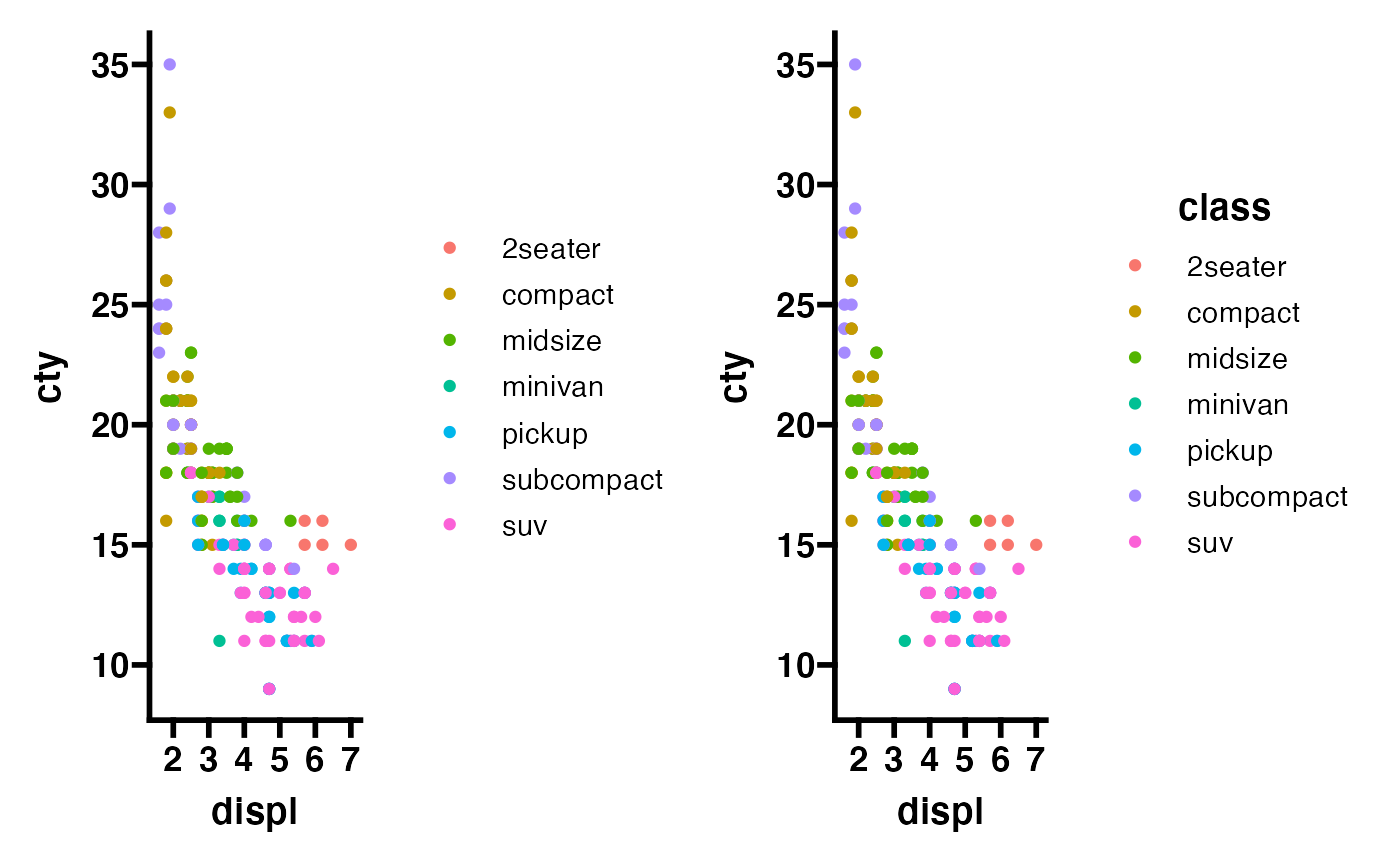 35
30
25
20
15
10
cty
2 3 4 5 6 7
displ
2seater
compact
midsize
minivan
pickup
subcompact
suv
35
30
25
20
15
10
cty
2 3 4 5 6 7
displ
class
2seater
compact
midsize
minivan
pickup
subcompact
suv